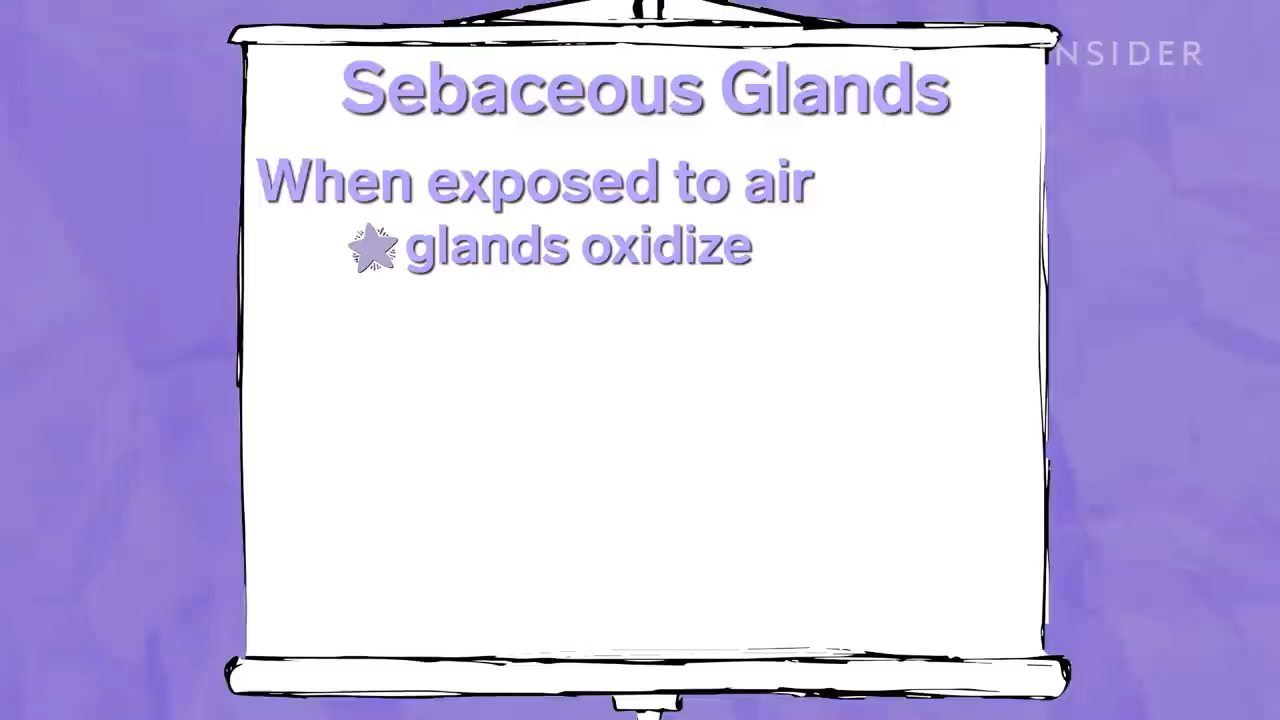 INSIDER
Sebaceous Glands
When exposed to air
glands oxidize